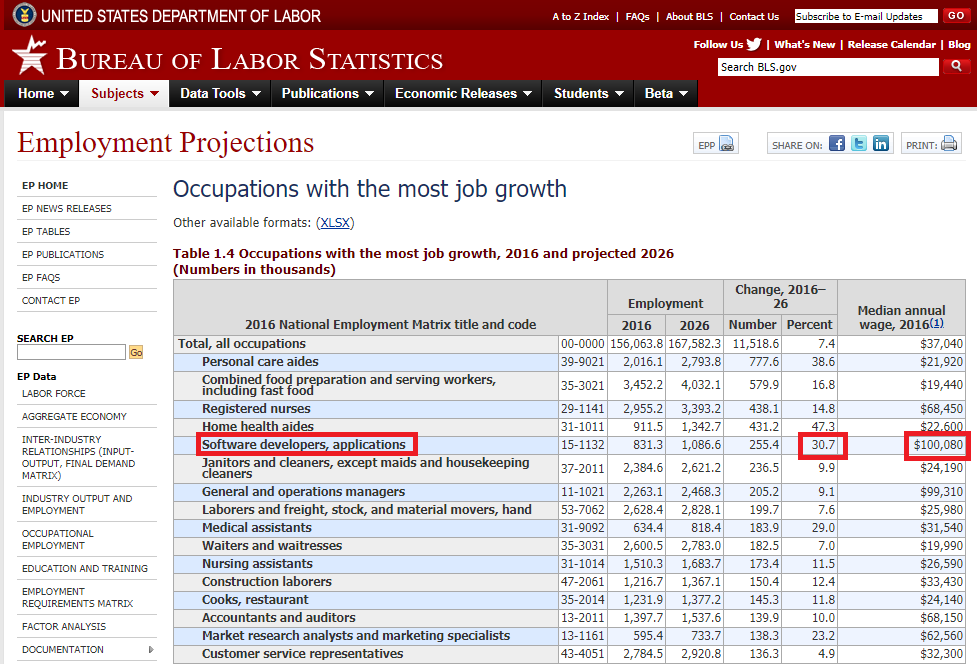 UNITED STATES DEPARTMENT OF LABOR
A to Z Index | FAQs | About BLS | Contact Us
Subscribe to E-mail Updates GO
Follow Us | What's New | Release Calendar | Blog
BUREAU OF LABOR STATISTICS
Search BLS.gov
Home Subjects Data Tools Publications Economic Releases Students Beta
Employment Projections
EPP SHARE ON: PRINT:
EP HOME
EP NEWS RELEASES
EP TABLES
EP PUBLICATIONS
EP FAQS
CONTACT EP
SEARCH EP
Go
EP Data
LABOR FORCE
AGGREGATE ECONOMY
INTER-INDUSTRY
RELATIONSHIPS (INPUT-
OUTPUT, FINAL DEMAND
MATRIX)
INDUSTRY OUTPUT AND
EMPLOYMENT
OCCUPATIONAL
EMPLOYMENT
EDUCATION AND TRAINING
EMPLOYMENT
REQUIREMENTS MATRIX
FACTOR ANALYSIS
DOCUMENTATION
Occupations with the most job growth
Other available formats: (XLSX)
Table 1.4 Occupations with the most job growth, 2016 and projected 2026
(Numbers in thousands)
2016 National Employment Matrix title and code
Employment
Change, 2016–
26
Median annual
wage, 2016(1)
2016 2026 Number Percent
Total, all occupations 00-0000 156,063.8 167,582.3 11,518.6 7.4 $37,040
Personal care aides 39-9021 2,016.1 2,793.8 777.6 38.6 $21,920
Combined food preparation and serving workers,
including fast food 35-3021 3,452.2 4,032.1 579.9 16.8 $19,440
Registered nurses 29-1141 2,955.2 3,393.2 438.1 14.8 $68,450
Home health aides 31-1011 911.5 1,342.7 431.2 47.3 $22,600
Software developers, applications 15-1132 831.3 1,086.6 255.4 30.7 $100,080
Janitors and cleaners, except maids and housekeeping
cleaners 37-2011 2,384.6 2,621.2 236.5 9.9 $24,190
General and operations managers 11-1021 2,263.1 2,468.3 205.2 9.1 $99,310
Laborers and freight, stock, and material movers, hand 53-7062 2,628.4 2,828.1 199.7 7.6 $25,980
Medical assistants 31-9092 634.4 818.4 183.9 29.0 $31,540
Waiters and waitresses 35-3031 2,600.5 2,783.0 182.5 7.0 $19,990
Nursing assistants 31-1014 1,510.3 1,683.7 173.4 11.5 $26,590
Construction laborers 47-2061 1,216.7 1,367.1 150.4 12.4 $33,430
Cooks, restaurant 35-2014 1,231.9 1,377.2 145.3 11.8 $24,140
Accountants and auditors 13-2011 1,397.7 1,537.6 139.9 10.0 $68,150
Market research analysts and marketing specialists 13-1161 595.4 733.7 138.3 23.2 $62,560
Customer service representatives 43-4051 2,784.5 2,920.8 136.3 4.9 $32,300